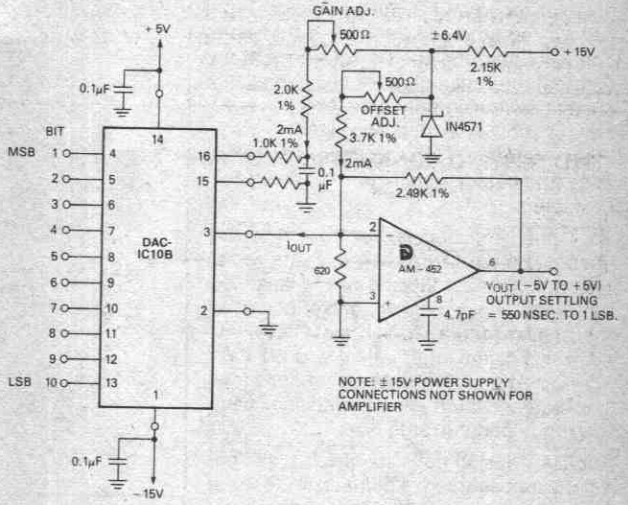 GAIN ADJ.
+5V
500Ω
±6.4V
+15V
2.15K
1%
0.1μF
2.0K
1%
500Ω
OFFSET
ADJ.
IN4571
3.7K 1%
BIT
14
2mA
1.0K 1%
2mA
MSB 1 4
16
0.1
μF
2 5
15
2.49K 1%
3 6
4 7
DAC-
IC10B
3
IOUT
2
−
5 8
AM-452
6
6 9
620
VOUT (−5V TO +5V)
OUTPUT SETTLING
= 550 NSEC. TO 1 LSB.
7 10
2
3
+
8
4.7pF
8 11
9 12
LSB 10 13
1
NOTE: ± 15V POWER SUPPLY
CONNECTIONS NOT SHOWN FOR
AMPLIFIER
0.1μF
−15V